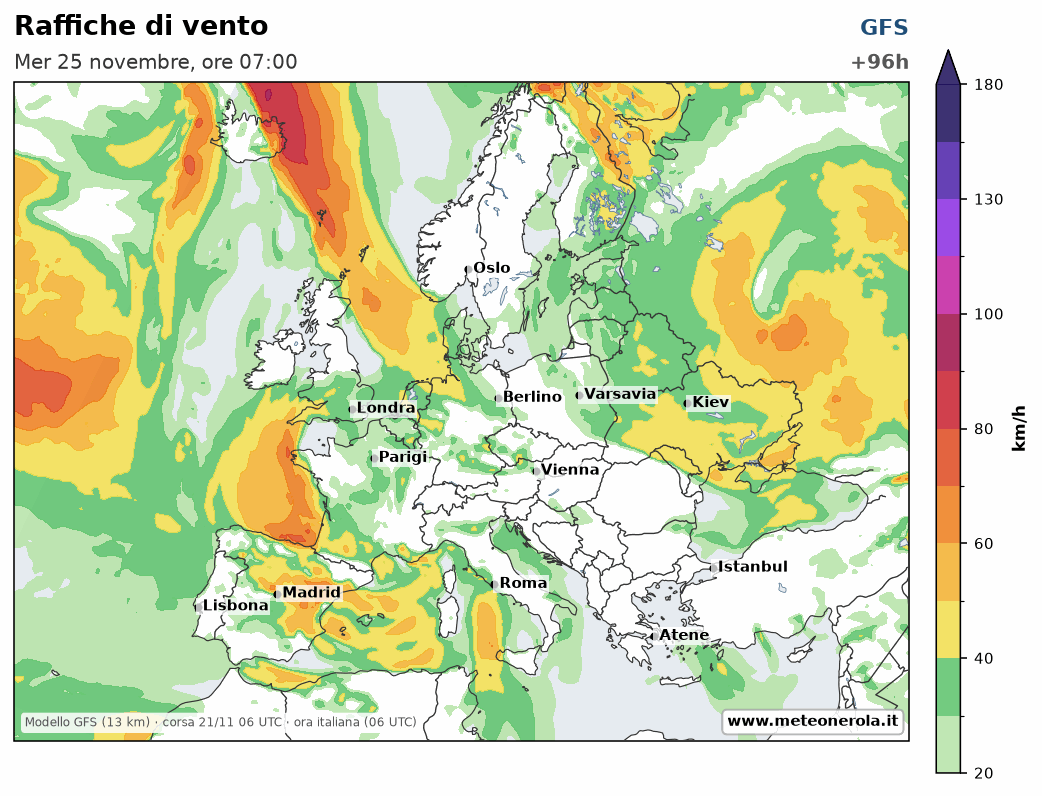 Raffiche di vento
GFS
Mer 25 novembre, ore 07:00
+96h
180
130
100
80
60
40
20
km/h
Oslo
Berlino
Varsavia
Kiev
Londra
Parigi
Vienna
Istanbul
Roma
Madrid
Lisbona
Atene
Modello GFS (13 km) · corsa 21/11 06 UTC · ora italiana (06 UTC)
www.meteonerola.it